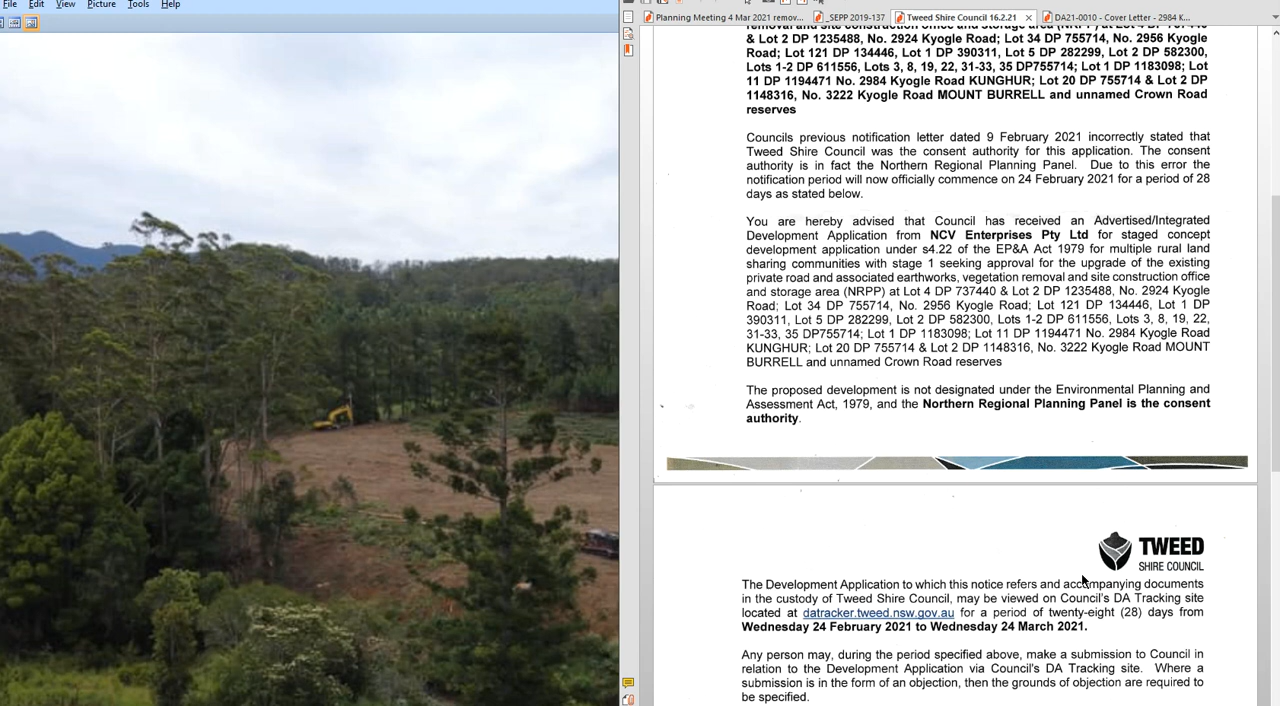 File Edit View Picture Tools Help
Planning Meeting 4 Mar 2021 remov... _SEPP 2019-137 Tweed Shire Council 16.2.21 DA21-0010 - Cover Letter - 2984 K...
& Lot 2 DP 1235488, No. 2924 Kyogle Road; Lot 34 DP 755714, No. 2956 Kyogle
Road; Lot 121 DP 134446, Lot 1 DP 390311, Lot 5 DP 282299, Lot 2 DP 582300,
Lots 1-2 DP 611556, Lots 3, 8, 19, 22, 31-33, 35 DP755714; Lot 1 DP 1183098; Lot
11 DP 1194471 No. 2984 Kyogle Road KUNGHUR; Lot 20 DP 755714 & Lot 2 DP
1148316, No. 3222 Kyogle Road MOUNT BURRELL and unnamed Crown Road
reserves
Councils previous notification letter dated 9 February 2021 incorrectly stated that
Tweed Shire Council was the consent authority for this application. The consent
authority is in fact the Northern Regional Planning Panel. Due to this error the
notification period will now officially commence on 24 February 2021 for a period of 28
days as stated below.
You are hereby advised that Council has received an Advertised/Integrated
Development Application from NCV Enterprises Pty Ltd for staged concept
development application under s4.22 of the EP&A Act 1979 for multiple rural land
sharing communities with stage 1 seeking approval for the upgrade of the existing
private road and associated earthworks, vegetation removal and site construction office
and storage area (NRPP) at Lot 4 DP 737440 & Lot 2 DP 1235488, No. 2924 Kyogle
Road; Lot 34 DP 755714, No. 2956 Kyogle Road; Lot 121 DP 134446, Lot 1 DP
390311, Lot 5 DP 282299, Lot 2 DP 582300, Lots 1-2 DP 611556, Lots 3, 8, 19, 22,
31-33, 35 DP755714; Lot 1 DP 1183098; Lot 11 DP 1194471 No. 2984 Kyogle Road
KUNGHUR; Lot 20 DP 755714 & Lot 2 DP 1148316, No. 3222 Kyogle Road MOUNT
BURRELL and unnamed Crown Road reserves
The proposed development is not designated under the Environmental Planning and
Assessment Act, 1979, and the Northern Regional Planning Panel is the consent
authority.
TWEED
SHIRE COUNCIL
The Development Application to which this notice refers and accompanying documents
in the custody of Tweed Shire Council, may be viewed on Council's DA Tracking site
located at datracker.tweed.nsw.gov.au for a period of twenty-eight (28) days from
Wednesday 24 February 2021 to Wednesday 24 March 2021.
Any person may, during the period specified above, make a submission to Council in
relation to the Development Application via Council's DA Tracking site. Where a
submission is in the form of an objection, then the grounds of objection are required to
be specified.